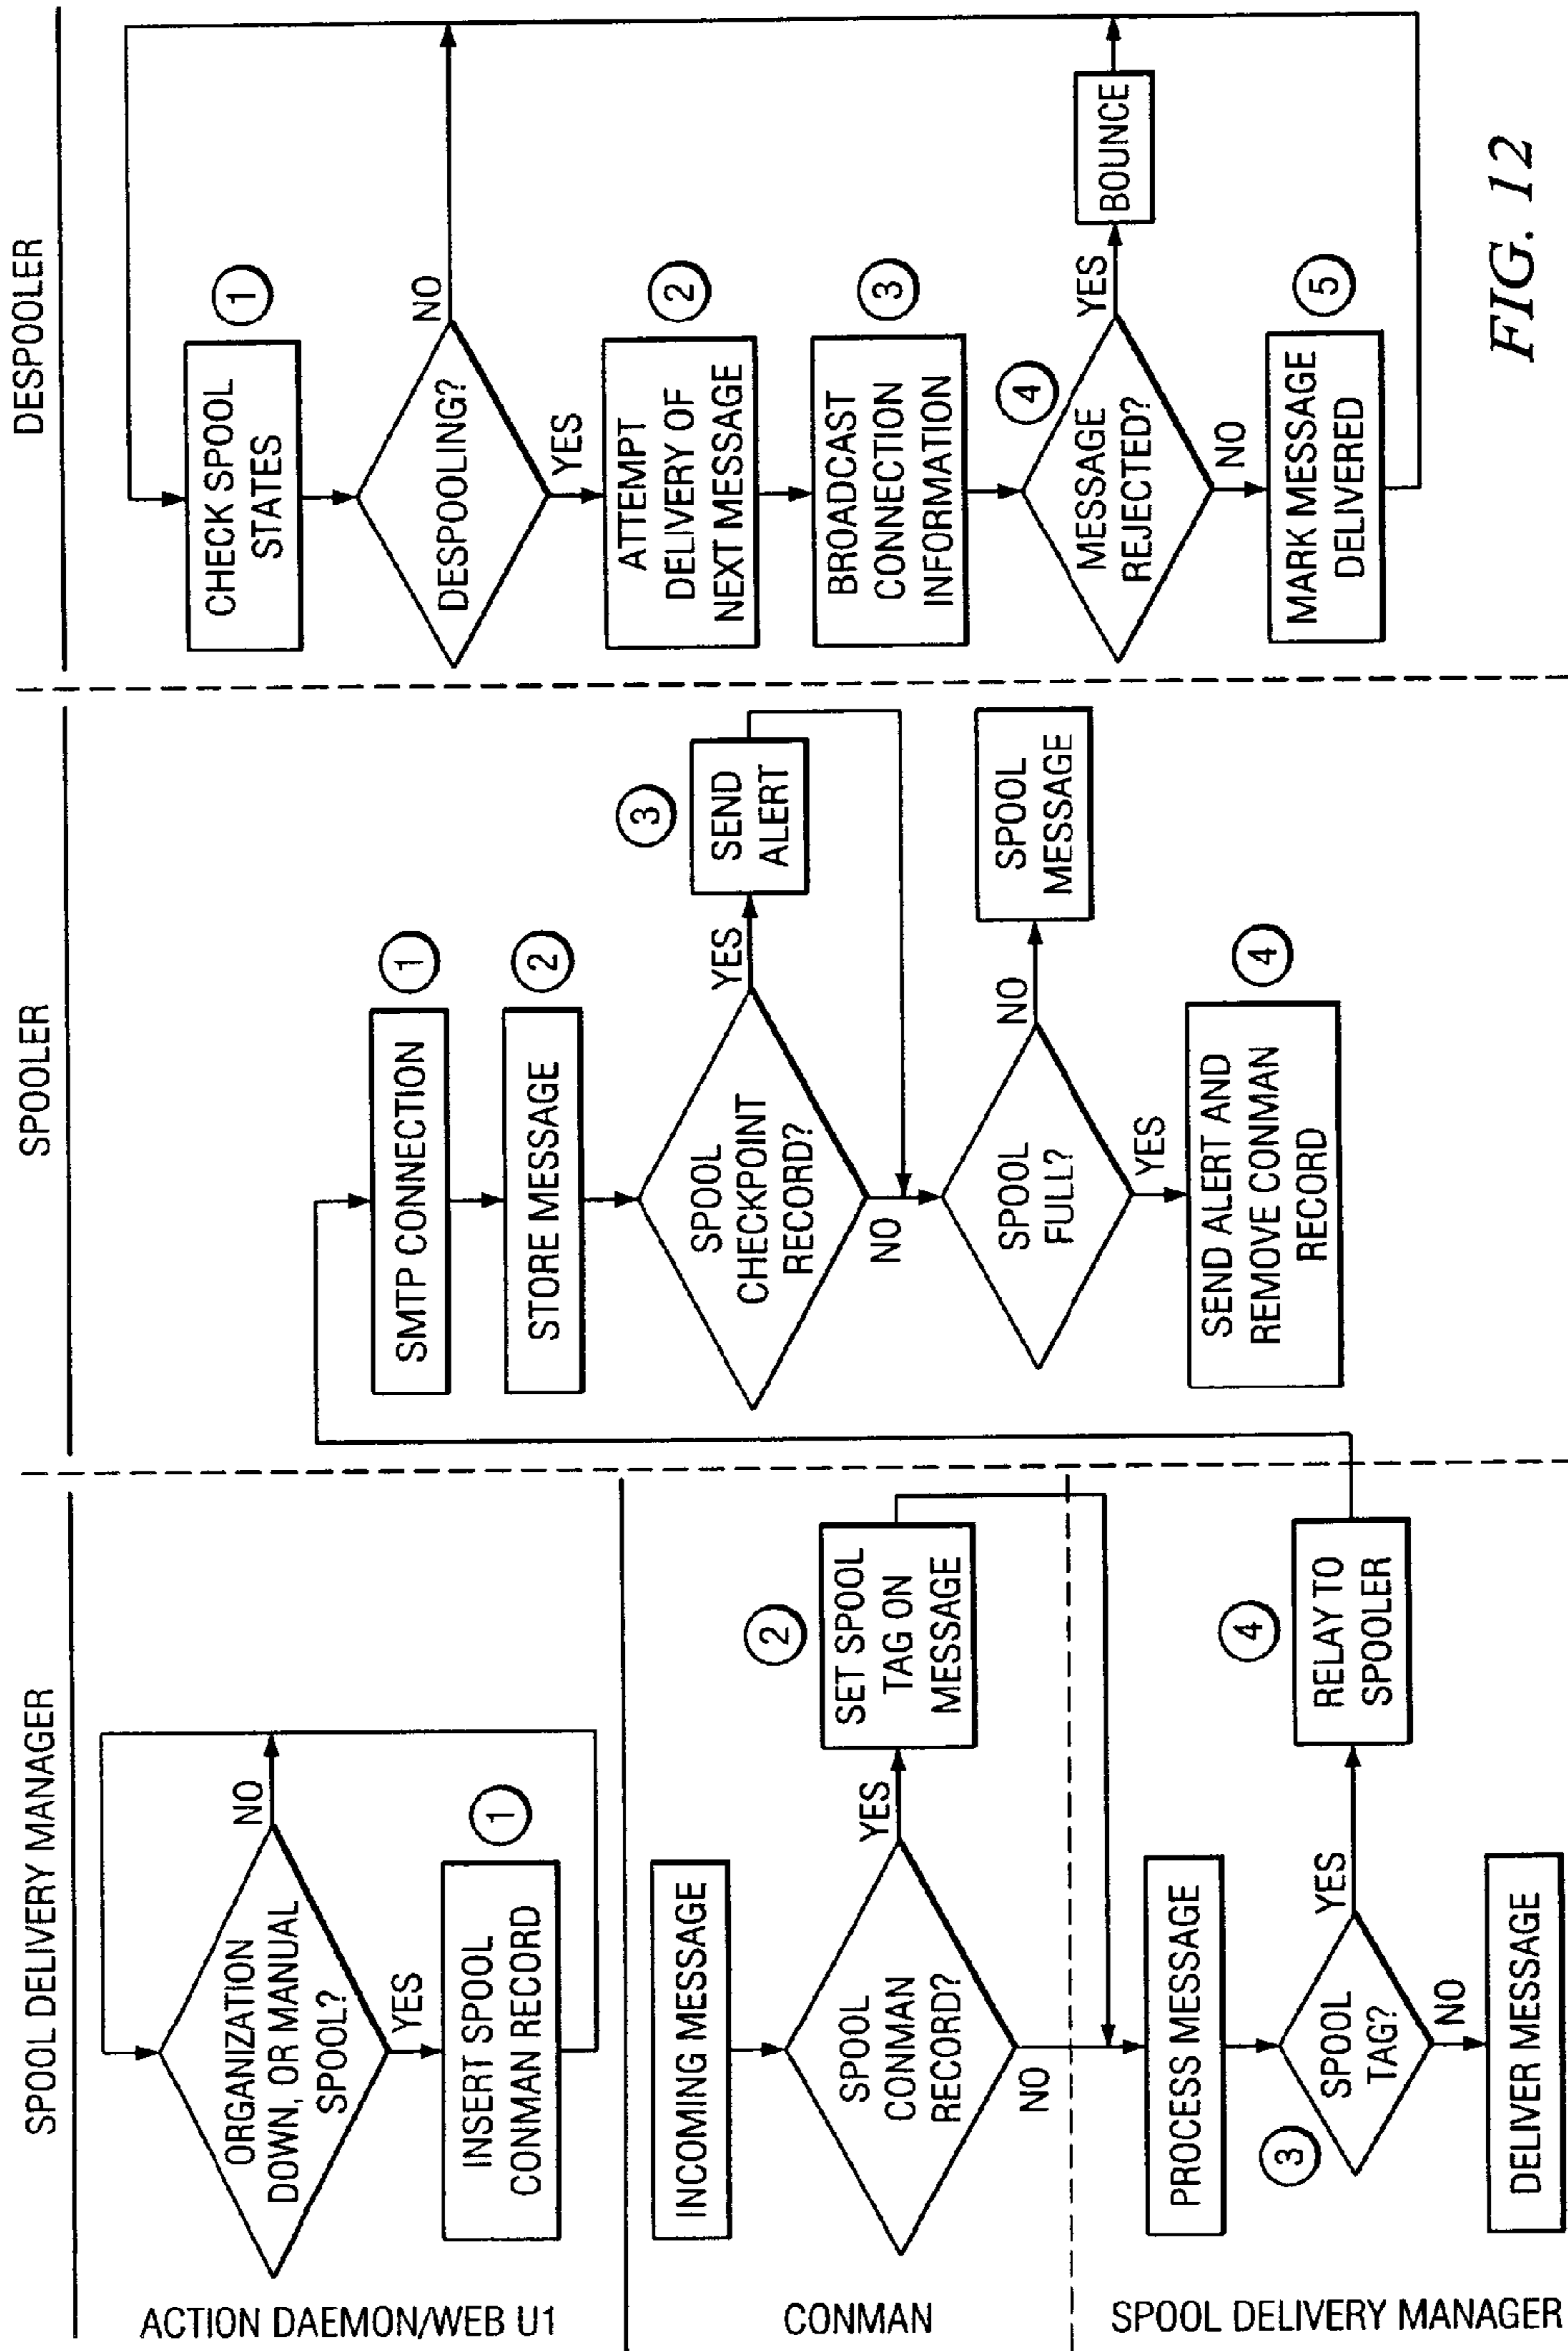 SPOOL DELIVERY MANAGER
ACTION DAEMON/WEB U1
ORGANIZATION
DOWN, OR MANUAL
SPOOL?
NO
YES
1
INSERT SPOOL
CONMAN RECORD
CONMAN
INCOMING MESSAGE
SPOOL
CONMAN
RECORD?
YES
NO
2
SET SPOOL
TAG ON
MESSAGE
SPOOL DELIVERY MANAGER
PROCESS MESSAGE
3
SPOOL
TAG?
YES
NO
4
RELAY TO
SPOOLER
DELIVER MESSAGE
SPOOLER
SMTP CONNECTION
1
STORE MESSAGE
2
SPOOL
CHECKPOINT
RECORD?
YES
NO
3
SEND
ALERT
SPOOL
FULL?
NO
YES
SPOOL
MESSAGE
SEND ALERT AND
REMOVE CONMAN
RECORD
4
DESPOOLER
CHECK SPOOL
STATES
1
DESPOOLING?
NO
YES
ATTEMPT
DELIVERY OF
NEXT MESSAGE
2
BROADCAST
CONNECTION
INFORMATION
3
4
MESSAGE
REJECTED?
YES
NO
BOUNCE
MARK MESSAGE
DELIVERED
5
FIG. 12